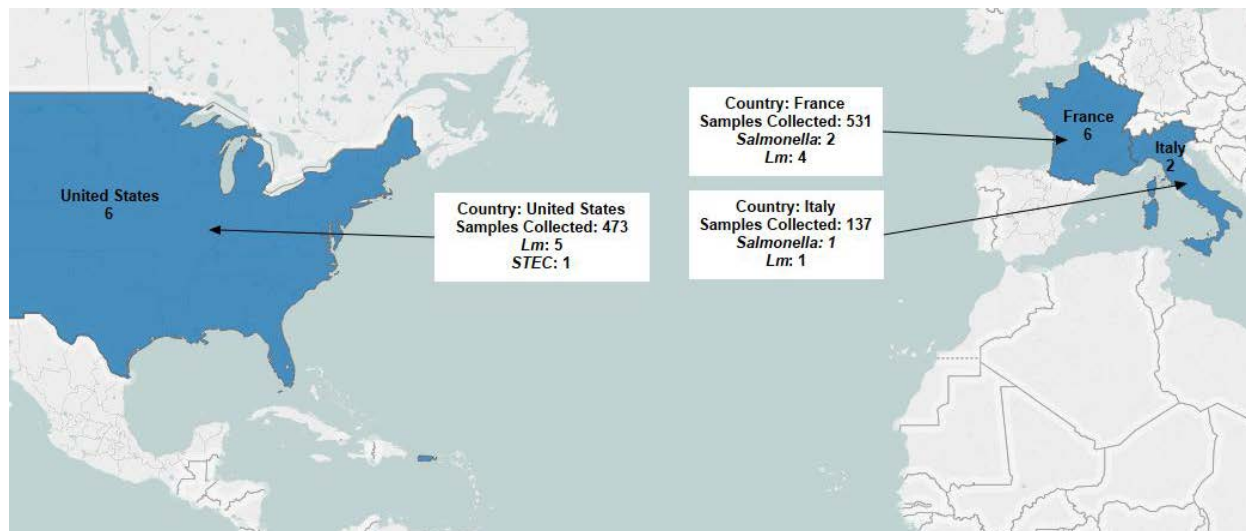 United States
6
Country: United States
Samples Collected: 473
Lm: 5
STEC: 1
Country: France
Samples Collected: 531
Salmonella: 2
Lm: 4
France
6
Italy
2
Country: Italy
Samples Collected: 137
Salmonella: 1
Lm: 1